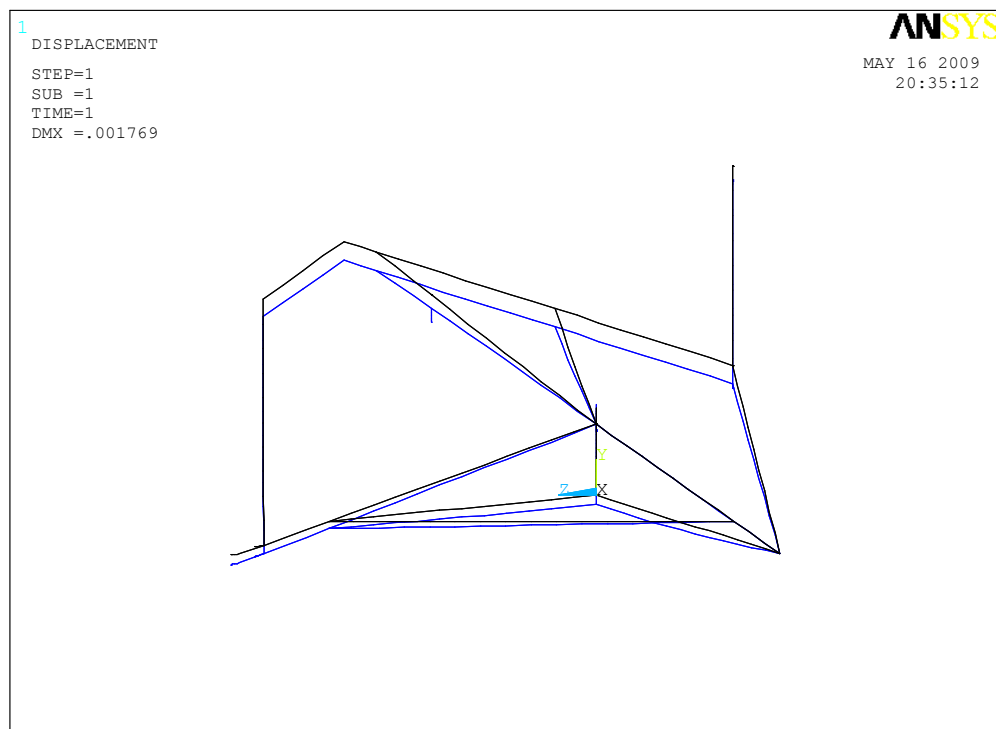 1
DISPLACEMENT
STEP=1
SUB =1
TIME=1
DMX =.001769
ANSYS
MAY 16 2009
20:35:12
Y
Z
X